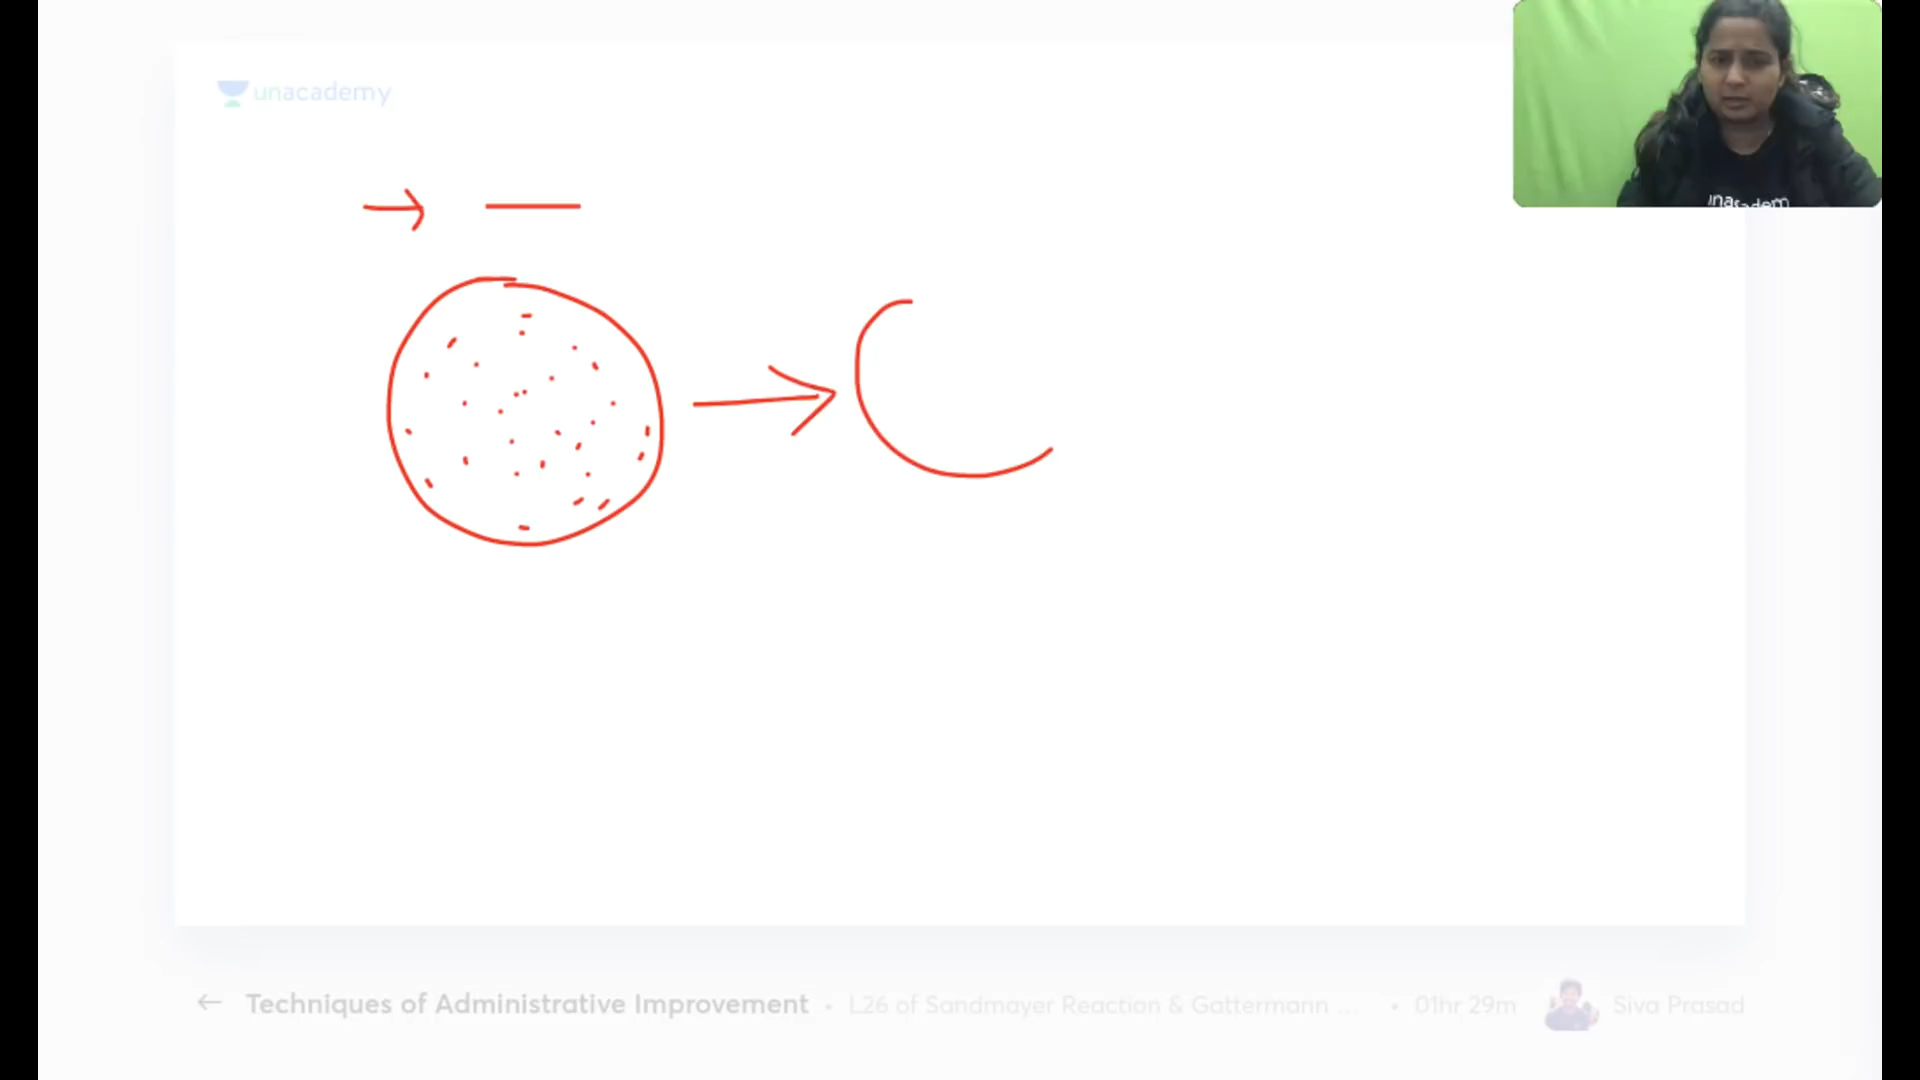 unacademy
Techniques of Administrative Improvement • L26 of Sandmayer Reaction & Gattermann ... • 01hr 29m Siva Prasad